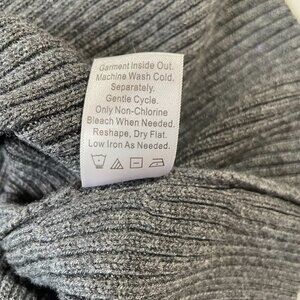 Garment Inside Out.
Machine Wash Cold.
Separately.
Gentle Cycle.
Only Non-Chlorine
Bleach When Needed.
Reshape, Dry Flat.
Low Iron As Needed.